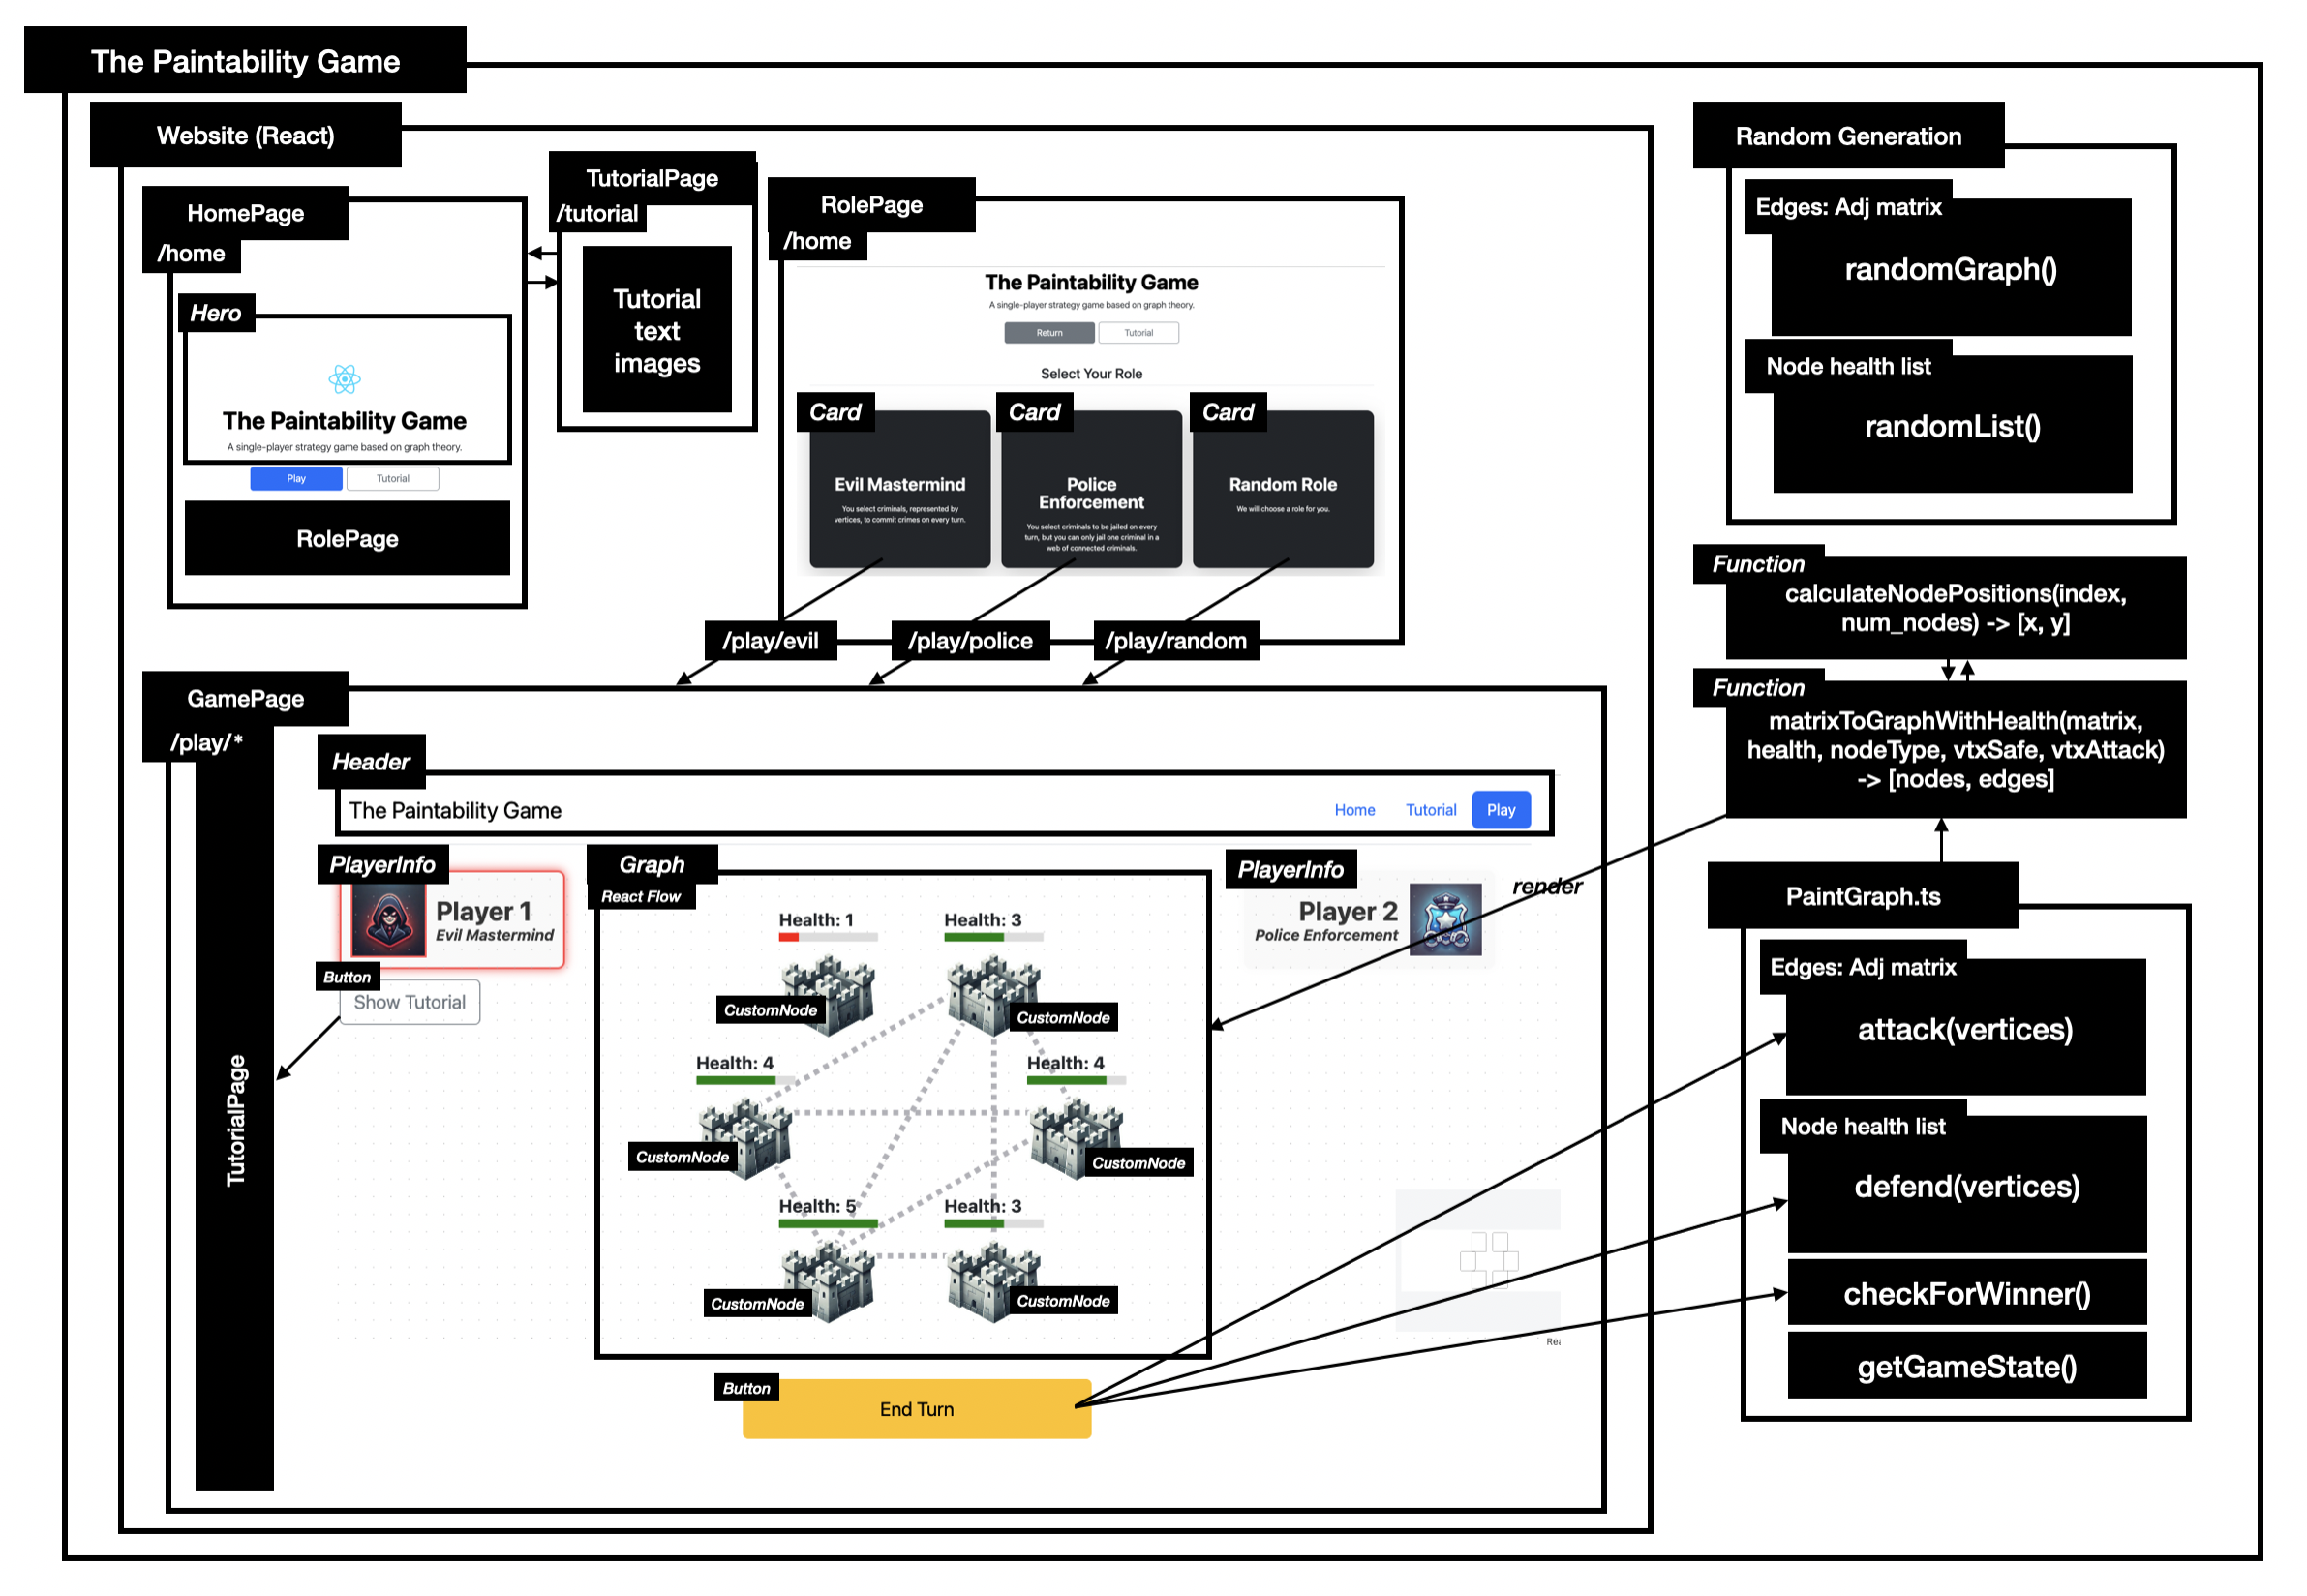 The Paintability Game
Website (React)
HomePage
/home
Hero
The Paintability Game
A single-player strategy game based on graph theory.
Play
Tutorial
RolePage
TutorialPage
/tutorial
Tutorial
text
images
RolePage
/home
The Paintability Game
A single-player strategy game based on graph theory.
Return
Tutorial
Select Your Role
Card
Evil Mastermind
You select criminals, represented by
vertices, to commit crimes on every turn.
Card
Police
Enforcement
You select criminals to be jailed on every
turn, but you can only jail one criminal in a
web of connected criminals.
Card
Random Role
We will choose a role for you.
/play/evil
/play/police
/play/random
GamePage
/play/*
TutorialPage
Header
The Paintability Game
Home
Tutorial
Play
PlayerInfo
Player 1
Evil Mastermind
Button
Show Tutorial
Graph
React Flow
Health: 1
CustomNode
Health: 3
CustomNode
Health: 4
CustomNode
Health: 4
CustomNode
Health: 5
CustomNode
Health: 3
CustomNode
PlayerInfo
Player 2
Police Enforcement
render
Rea
Button
End Turn
Random Generation
Edges: Adj matrix
randomGraph()
Node health list
randomList()
Function
calculateNodePositions(index,
num_nodes) -> [x, y]
Function
matrixToGraphWithHealth(matrix,
health, nodeType, vtxSafe, vtxAttack)
-> [nodes, edges]
PaintGraph.ts
Edges: Adj matrix
attack(vertices)
Node health list
defend(vertices)
checkForWinner()
getGameState()